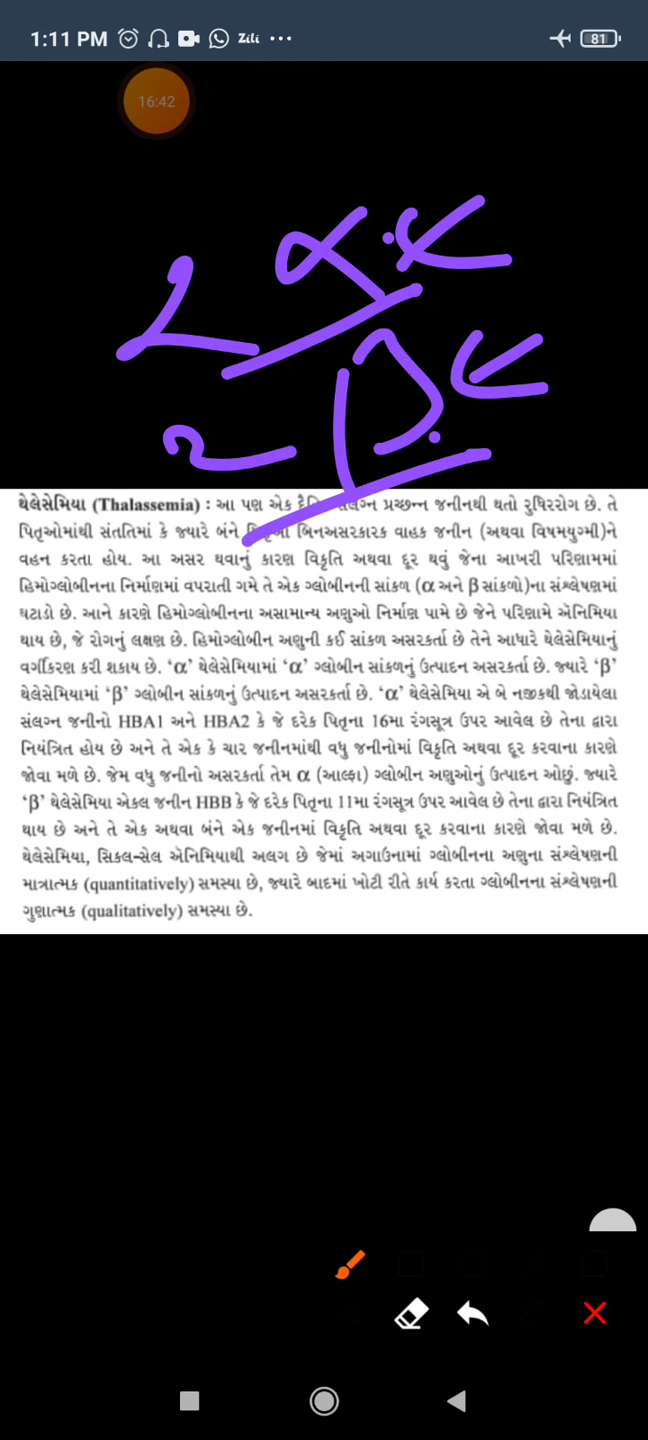 1:11 PM Zili 81
16:42
2 α
2 β
થેલેસેમિયા (Thalassemia) : આ પણ એક પ્રચ્છન્ન જનીનથી થતો રુધિરરોગ છે. તે
પિતૃઓમાંથી સંતતિમાં કે જ્યારે બંને પિતૃઓ બિનઅસરકારક વાહક જનીન (અથવા વિષમયુગ્મી)ને
વહન કરતા હોય. આ અસર થવાનું કારણ વિકૃતિ અથવા દૂર થવું જેના આખરી પરિણામમાં
હિમોગ્લોબીનના નિર્માણમાં વપરાતી ગમે તે એક ગ્લોબીનની સાંકળ (α અને β સાંકળો)ના સંશ્લેષણમાં
ઘટાડો છે. આને કારણે હિમોગ્લોબીનના અસામાન્ય અણુઓ નિર્માણ પામે છે જેને પરિણામે ઍનિમિયા
થાય છે, જે રોગનું લક્ષણ છે. હિમોગ્લોબીન અણુની કઈ સાંકળ અસરકર્તા છે તેને આધારે થેલેસેમિયાનું
વર્ગીકરણ કરી શકાય છે. ‘α’ થેલેસેમિયામાં ‘α’ ગ્લોબીન સાંકળનું ઉત્પાદન અસરકર્તા છે. જ્યારે ‘β’
થેલેસેમિયામાં ‘β’ ગ્લોબીન સાંકળનું ઉત્પાદન અસરકર્તા છે. ‘α’ થેલેસેમિયા એ બે નજીકથી જોડાયેલા
સંલગ્ન જનીનો HBA1 અને HBA2 કે જે દરેક પિતૃના 16મા રંગસૂત્ર ઉપર આવેલ છે તેના દ્વારા
નિયંત્રિત હોય છે અને તે એક કે ચાર જનીનમાંથી વધુ જનીનોમાં વિકૃતિ અથવા દૂર કરવાના કારણે
જોવા મળે છે. જેમ વધુ જનીનો અસરકર્તા તેમ α (આલ્ફા) ગ્લોબીન અણુઓનું ઉત્પાદન ઓછું. જ્યારે
‘β’ થેલેસેમિયા એકલ જનીન HBB કે જે દરેક પિતૃના 11મા રંગસૂત્ર ઉપર આવેલ છે તેના દ્વારા નિયંત્રિત
થાય છે અને તે એક અથવા બંને એક જનીનમાં વિકૃતિ અથવા દૂર કરવાના કારણે જોવા મળે છે.
થેલેસેમિયા, સિકલ-સેલ ઍનિમિયાથી અલગ છે જેમાં અગાઉનામાં ગ્લોબીનના અણુના સંશ્લેષણની
માત્રાત્મક (quantitatively) સમસ્યા છે, જ્યારે બાદમાં ખોટી રીતે કાર્ય કરતા ગ્લોબીનના સંશ્લેષણની
ગુણાત્મક (qualitatively) સમસ્યા છે.